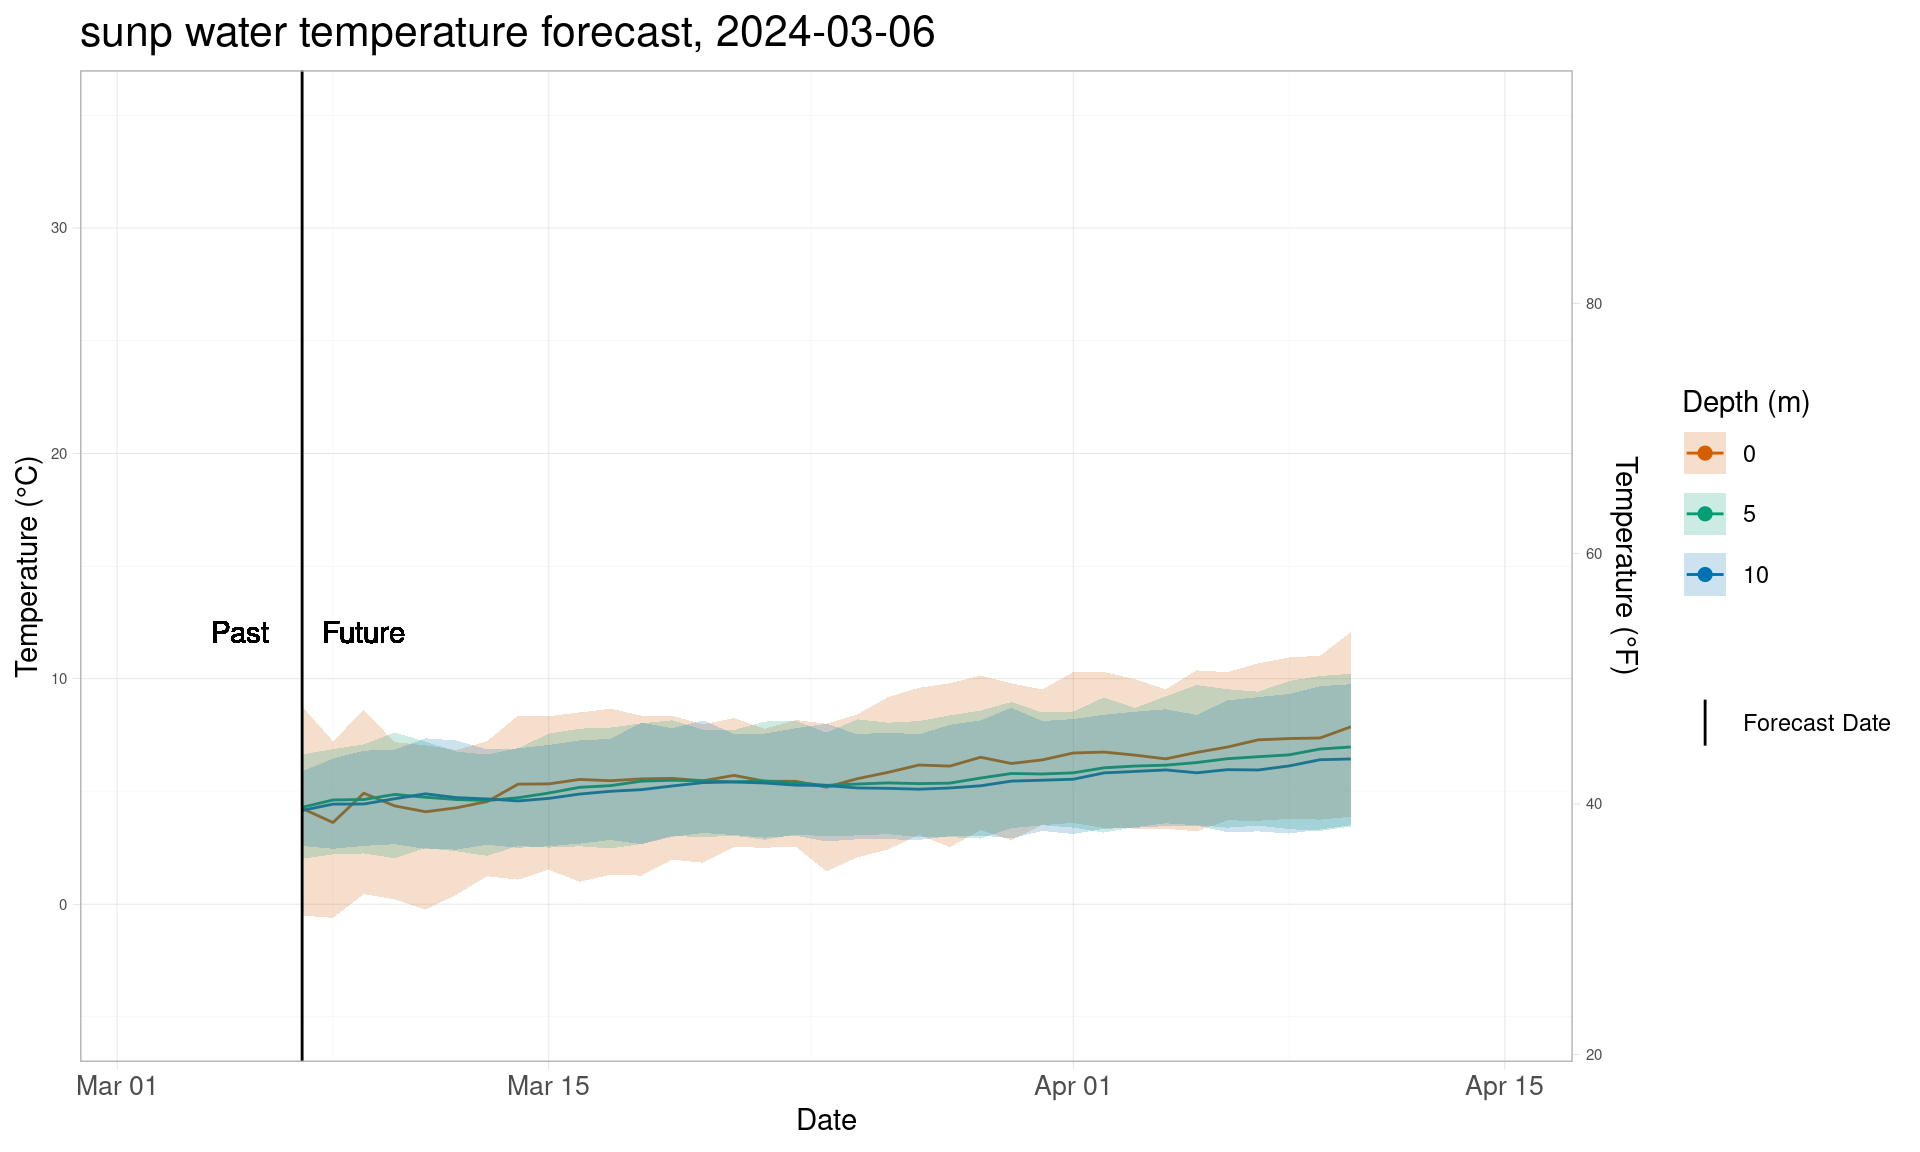 sunp water temperature forecast, 2024-03-06
Temperature (°C)
30
20
10
0
Past
Future
80
60
40
20
Temperature (°F)
Mar 01
Mar 15
Apr 01
Apr 15
Date
Depth (m)
0
5
10
Forecast Date